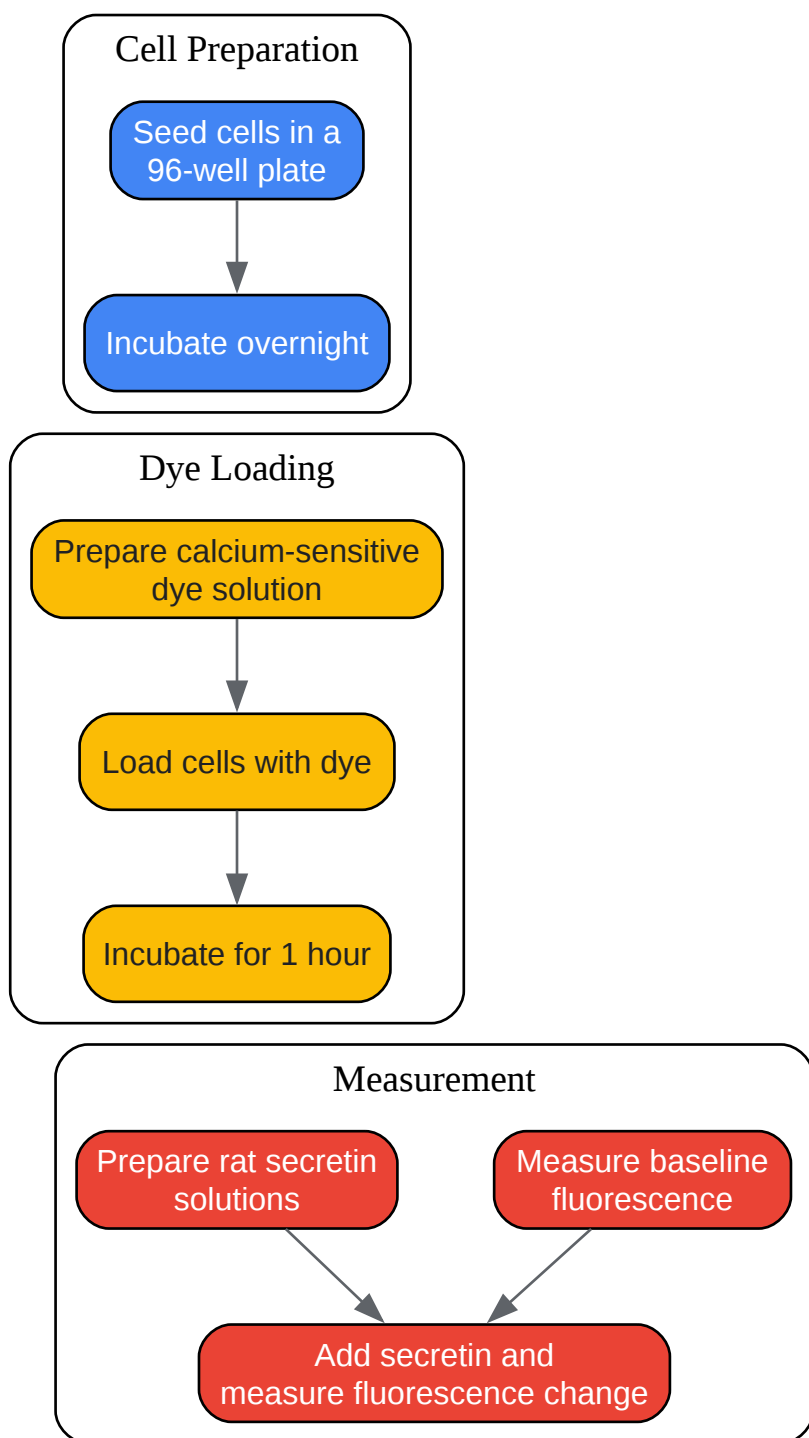 Cell Preparation
Seed cells in a
96-well plate
Incubate overnight
Dye Loading
Prepare calcium-sensitive
dye solution
Load cells with dye
Incubate for 1 hour
Measurement
Prepare rat secretin
solutions
Measure baseline
fluorescence
Add secretin and
measure fluorescence change